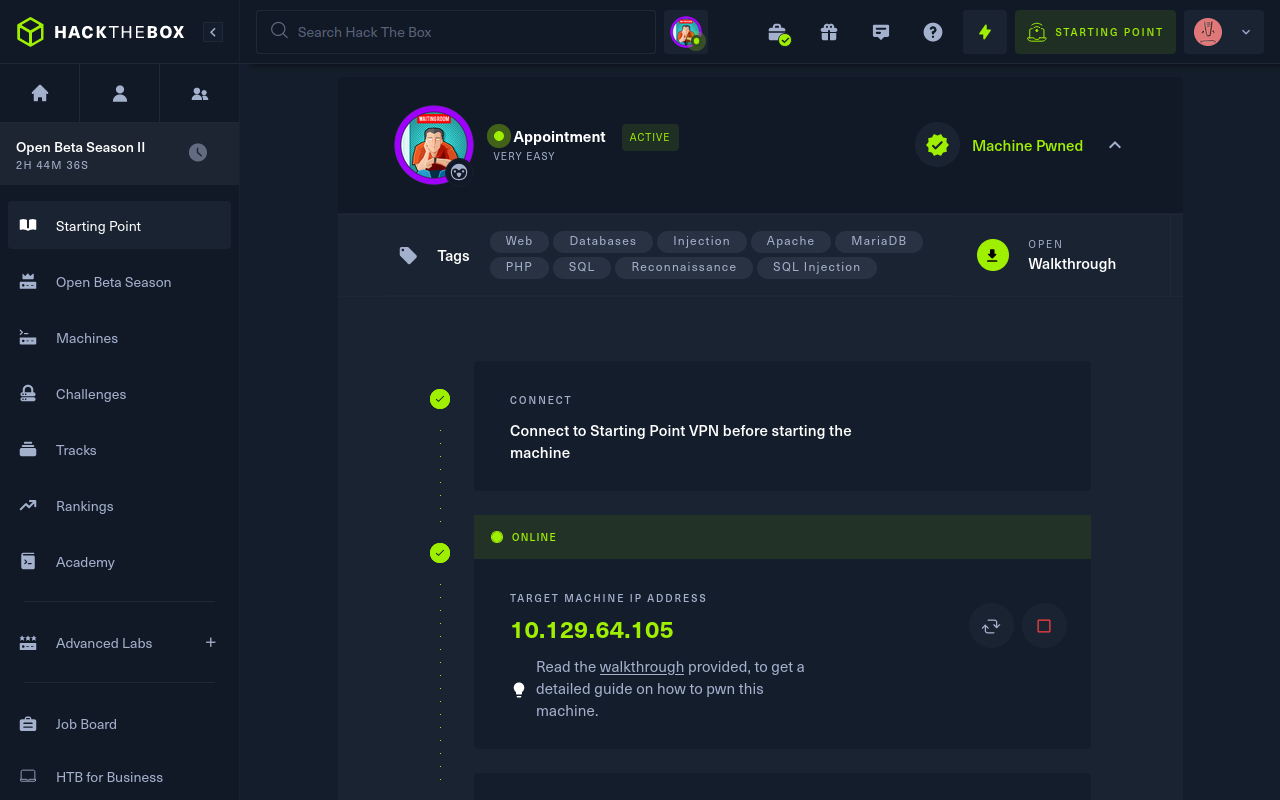 HACKTHEBOX
Search Hack The Box
STARTING POINT
Open Beta Season II
2H 44M 36S
Starting Point
Open Beta Season
Machines
Challenges
Tracks
Rankings
Academy
Advanced Labs
Job Board
HTB for Business
WAITING ROOM
Appointment
ACTIVE
VERY EASY
Machine Pwned
Tags
Web Databases Injection Apache MariaDB
PHP SQL Reconnaissance SQL Injection
OPEN
Walkthrough
CONNECT
Connect to Starting Point VPN before starting the
machine
ONLINE
TARGET MACHINE IP ADDRESS
10.129.64.105
Read the walkthrough provided, to get a
detailed guide on how to pwn this
machine.